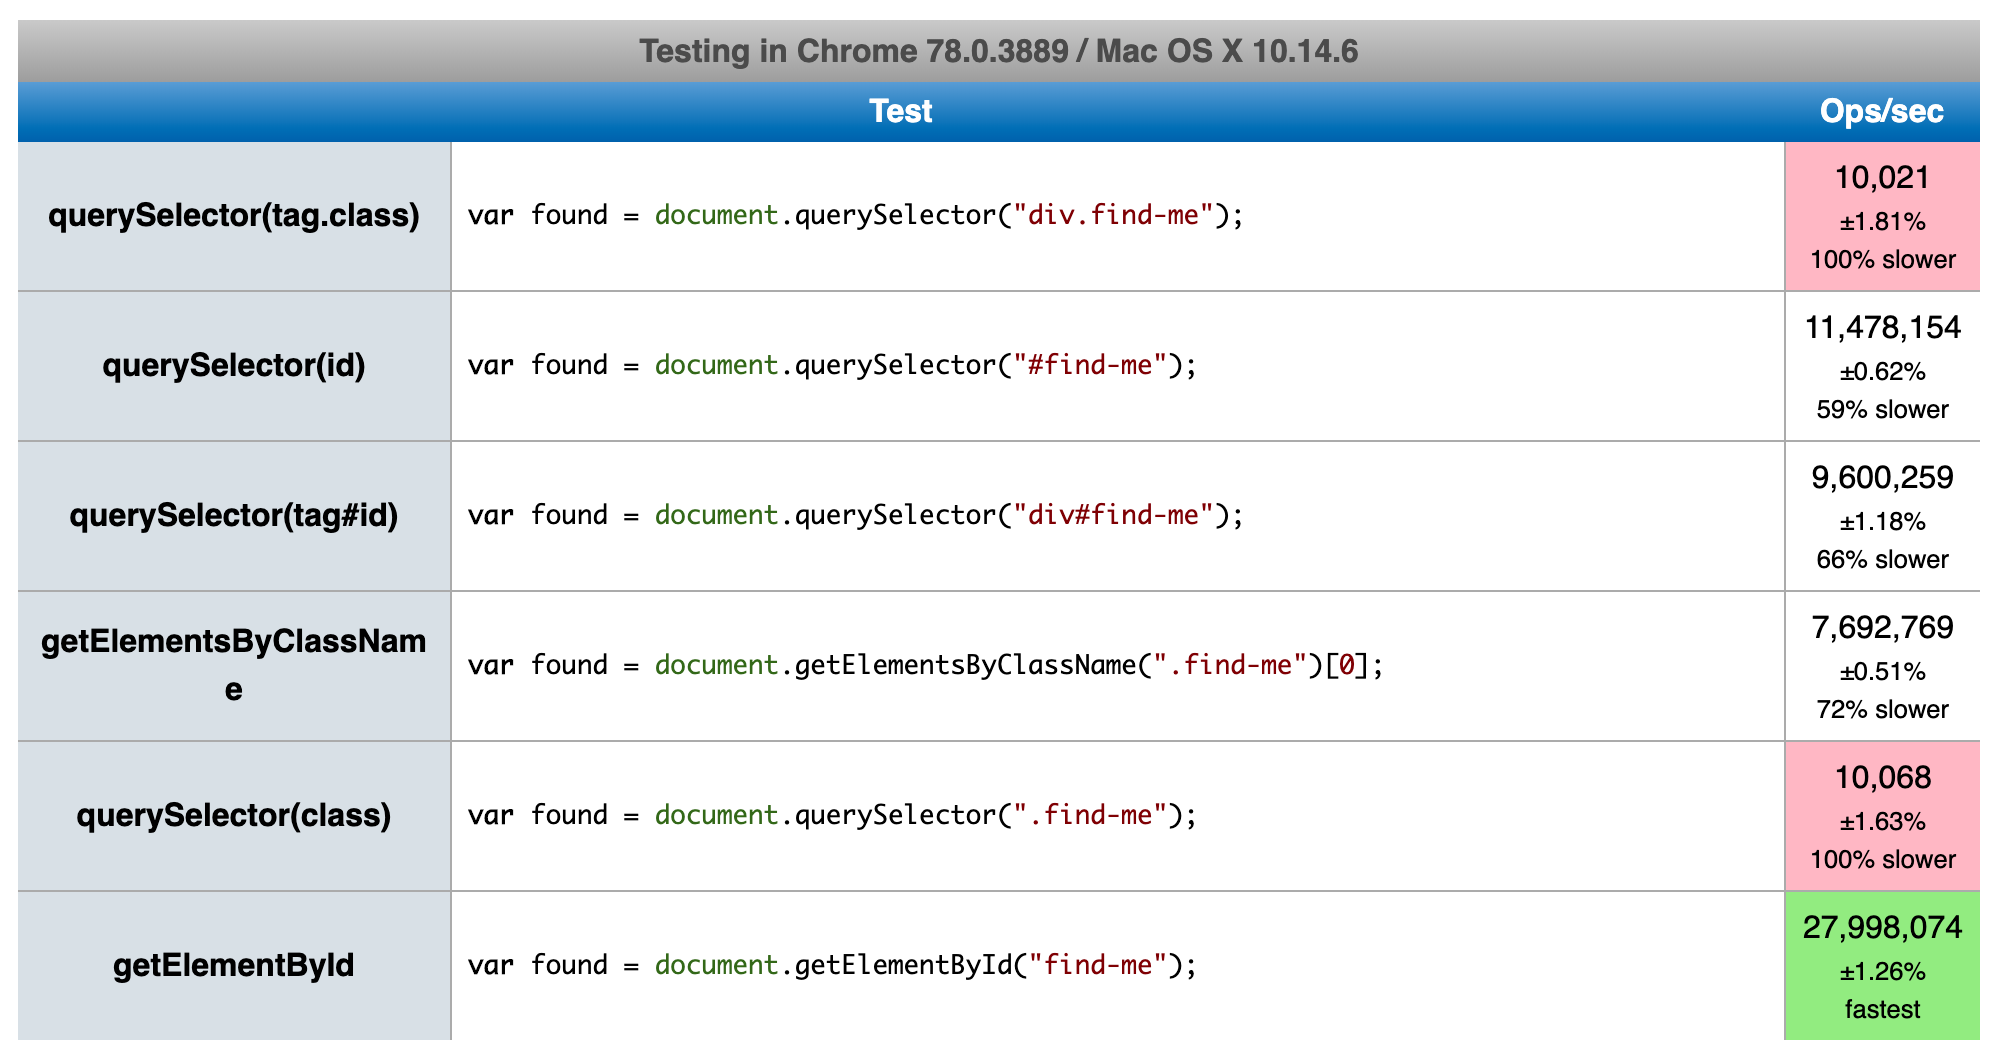 Testing in Chrome 78.0.3889 / Mac OS X 10.14.6
Test Ops/sec
querySelector(tag.class) var found = document.querySelector("div.find-me"); 10,021
±1.81%
100% slower
querySelector(id) var found = document.querySelector("#find-me"); 11,478,154
±0.62%
59% slower
querySelector(tag#id) var found = document.querySelector("div#find-me"); 9,600,259
±1.18%
66% slower
getElementsByClassNam
e
var found = document.getElementsByClassName(".find-me")[0]; 7,692,769
±0.51%
72% slower
querySelector(class) var found = document.querySelector(".find-me"); 10,068
±1.63%
100% slower
getElementById var found = document.getElementById("find-me"); 27,998,074
±1.26%
fastest